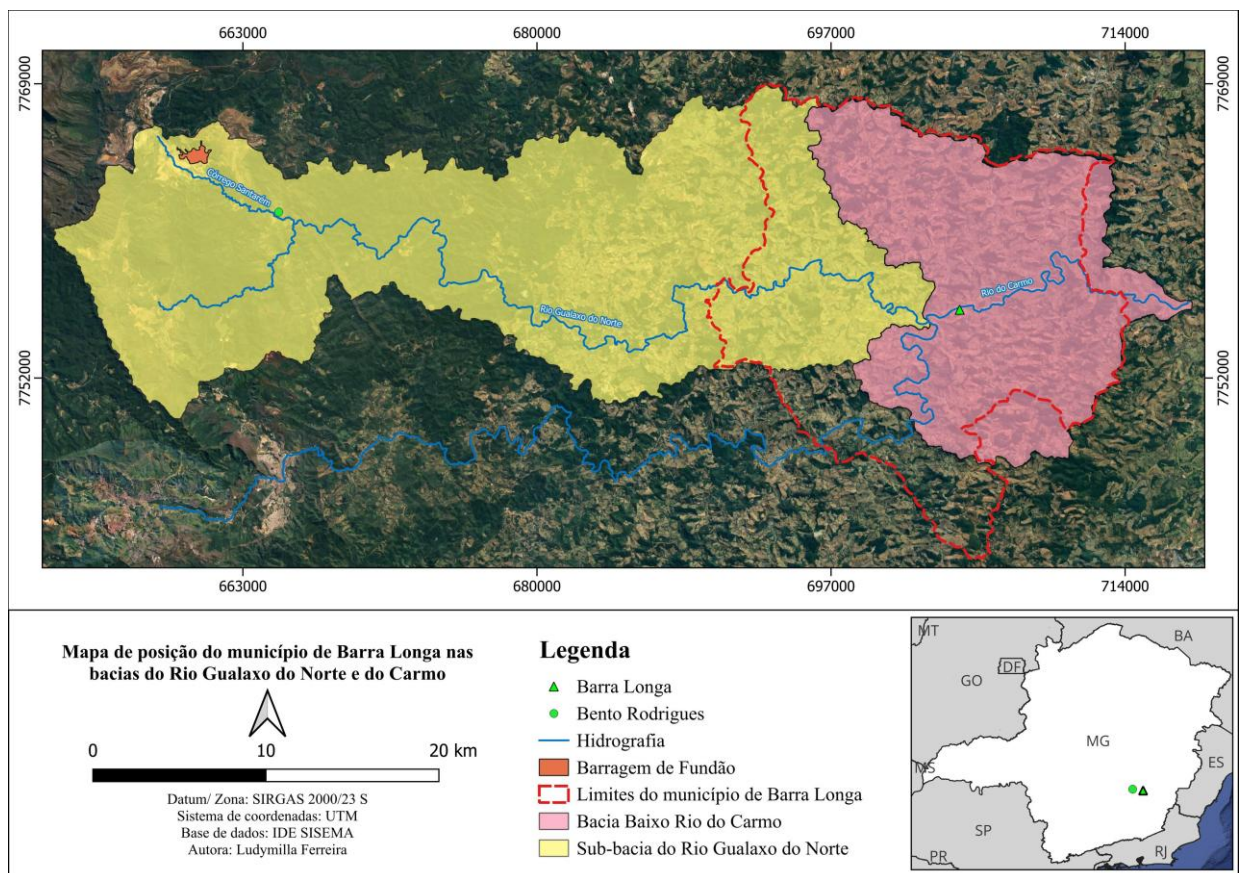 663000
680000
697000
714000
7769000
7769000
Córrego Santarém
Rio do Carmo
Rio Gualaxo do Norte
7752000
7752000
663000
680000
697000
714000
Mapa de posição do município de Barra Longa nas
bacias do Rio Gualaxo do Norte e do Carmo
0
10
20 km
Datum/ Zona: SIRGAS 2000/23 S
Sistema de coordenadas: UTM
Base de dados: IDE SISEMA
Autora: Ludymilla Ferreira
Legenda
Barra Longa
Bento Rodrigues
Hidrografia
Barragem de Fundão
Limites do município de Barra Longa
Bacia Baixo Rio do Carmo
Sub-bacia do Rio Gualaxo do Norte
MT
BA
DF
GO
MG
MS
ES
SP
RJ
PR